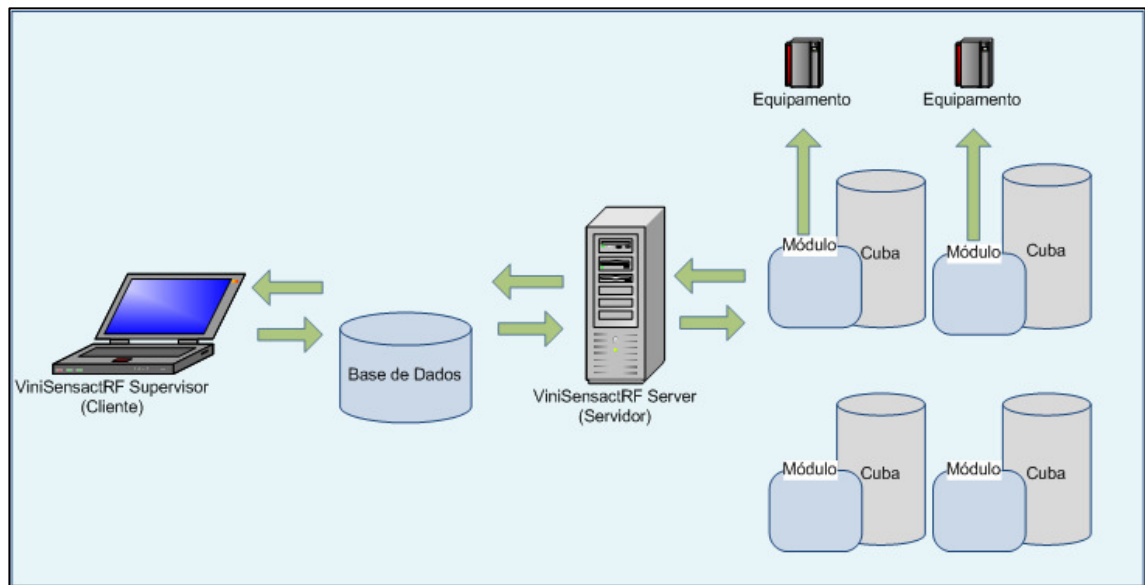 Equipamento
Equipamento
Módulo
Cuba
Módulo
Cuba
ViniSensactRF Supervisor
(Cliente)
Base de Dados
ViniSensactRF Server
(Servidor)
Módulo
Cuba
Módulo
Cuba